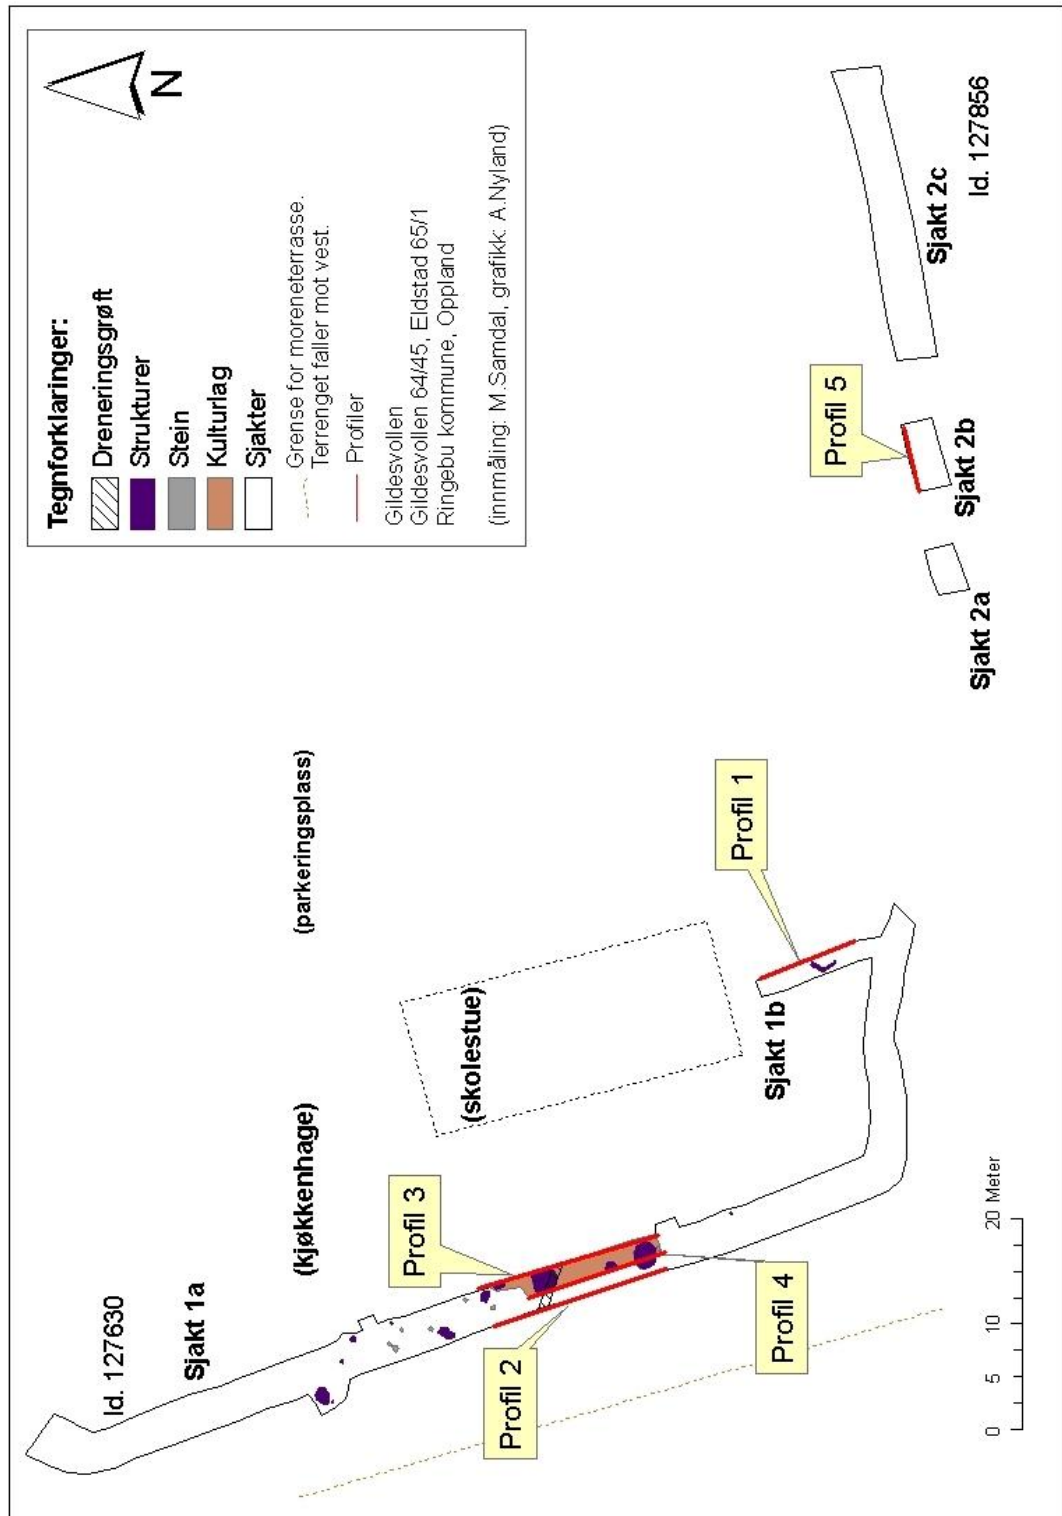 Tegnforklaringer:
Dreneringsgrøft
Strukturer
Stein
Kulturlag
Sjakter
Grense for moreneterrasse.
Terrenget faller mot vest.
Profiler
Gildesvollen
Gildesvollen 64/45, Eldstad 65/1
Ringebu kommune, Oppland
(innmåling: M.Samdal, grafikk: A.Nyland)
N
Id. 127630
Sjakt 1a
(kjøkkenhage)
(parkeringsplass)
Profil 3
(skolestue)
Profil 2
Profil 4
Profil 1
Sjakt 1b
Profil 5
Sjakt 2a
Sjakt 2b
Sjakt 2c
Id. 127856
0 5 10 20 Meter